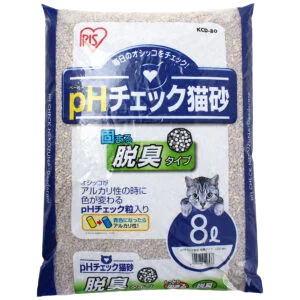 IRIS
KCB-80
毎日のオシッコをチェック!
pHチェック猫砂
固まる
脱臭タイプ
オシッコが
アルカリ性の時に
色が変わる
pHチェック粒入り
青色になったら
アルカリ性!
8ℓ
pHチェック猫砂
脱臭